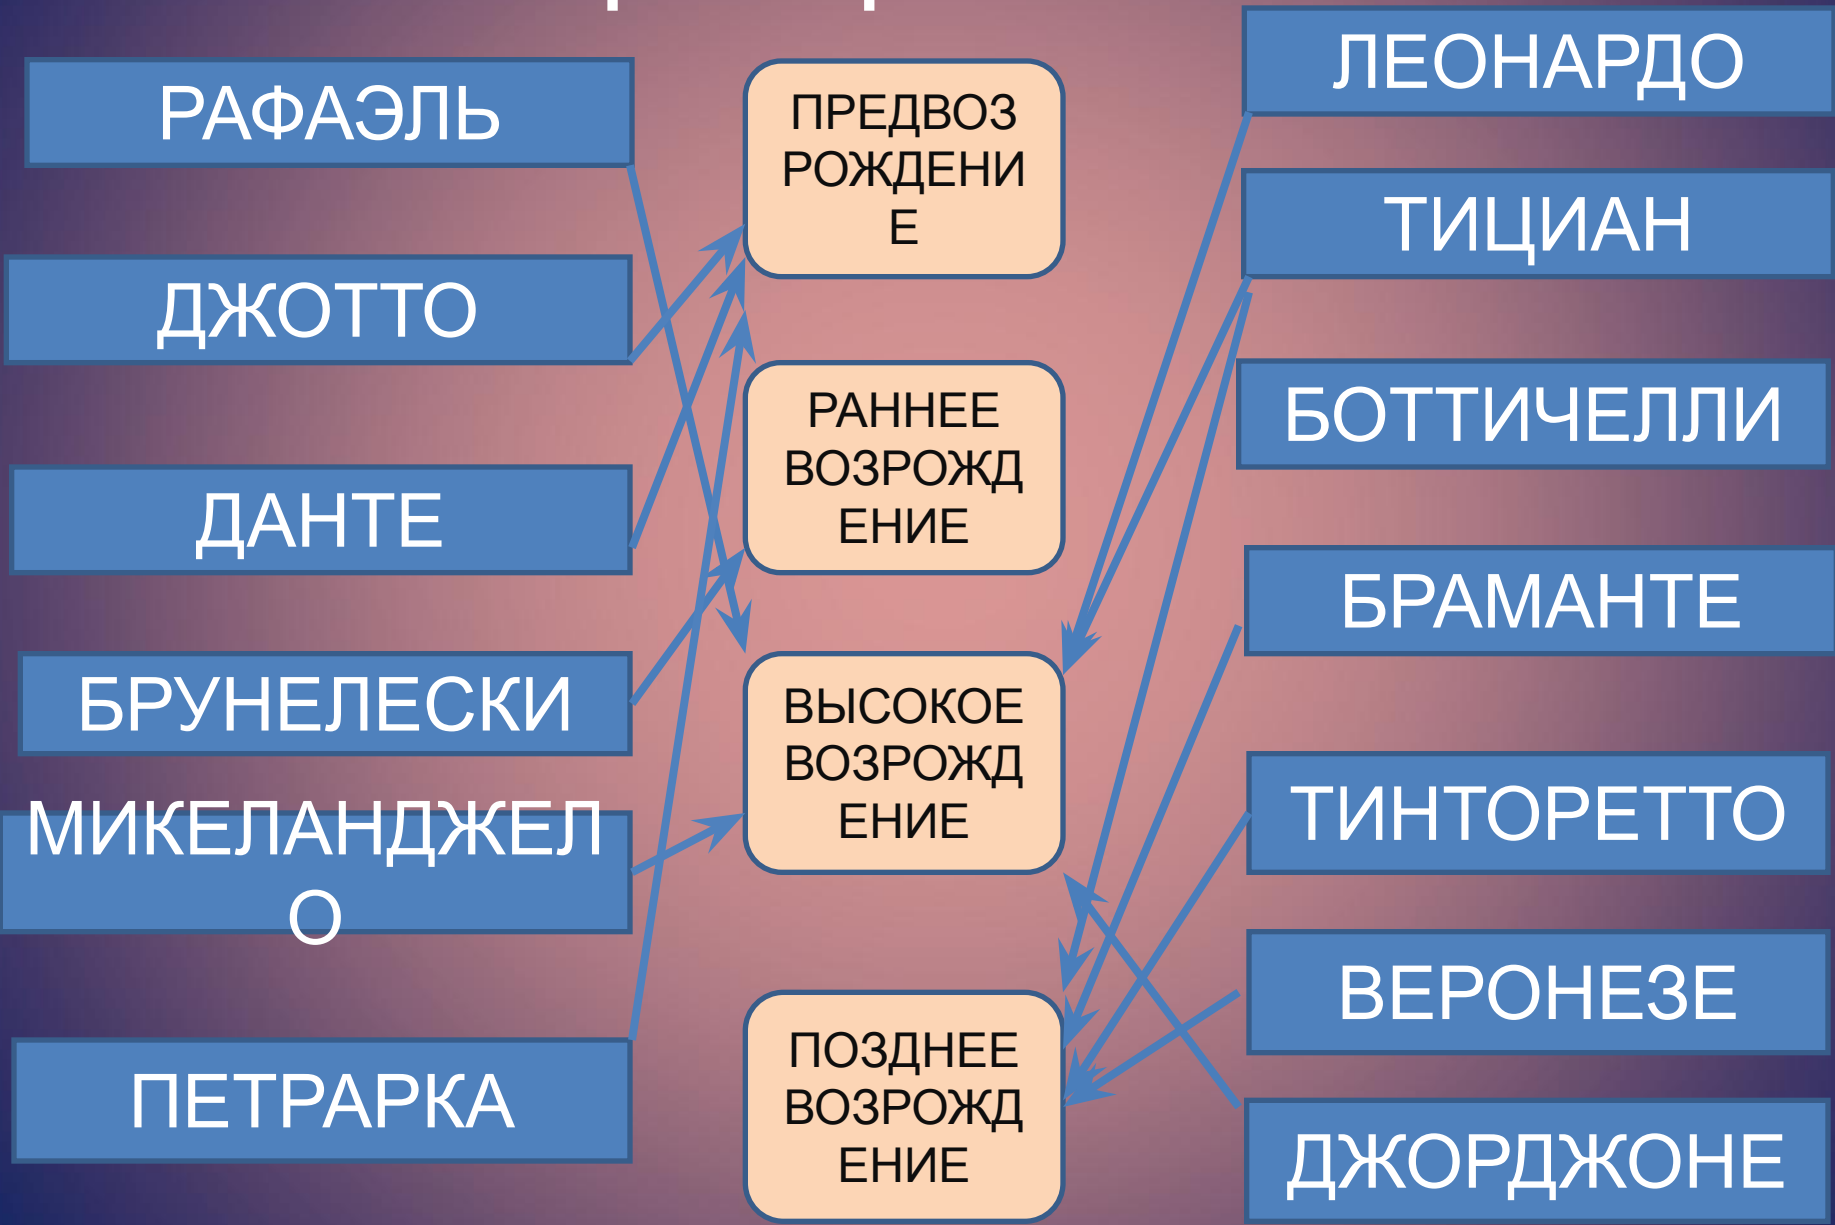 РАФАЭЛЬ
ДЖОТТО
ДАНТЕ
БРУНЕЛЕСКИ
МИКЕЛАНДЖЕЛ
О
ПЕТРАРКА
ПРЕДВОЗ
РОЖДЕНИ
Е
РАННЕЕ
ВОЗРОЖД
ЕНИЕ
ВЫСОКОЕ
ВОЗРОЖД
ЕНИЕ
ПОЗДНЕЕ
ВОЗРОЖД
ЕНИЕ
ЛЕОНАРДО
ТИЦИАН
БОТТИЧЕЛЛИ
БРАМАНТЕ
ТИНТОРЕТТО
ВЕРОНЕЗЕ
ДЖОРДЖОНЕ